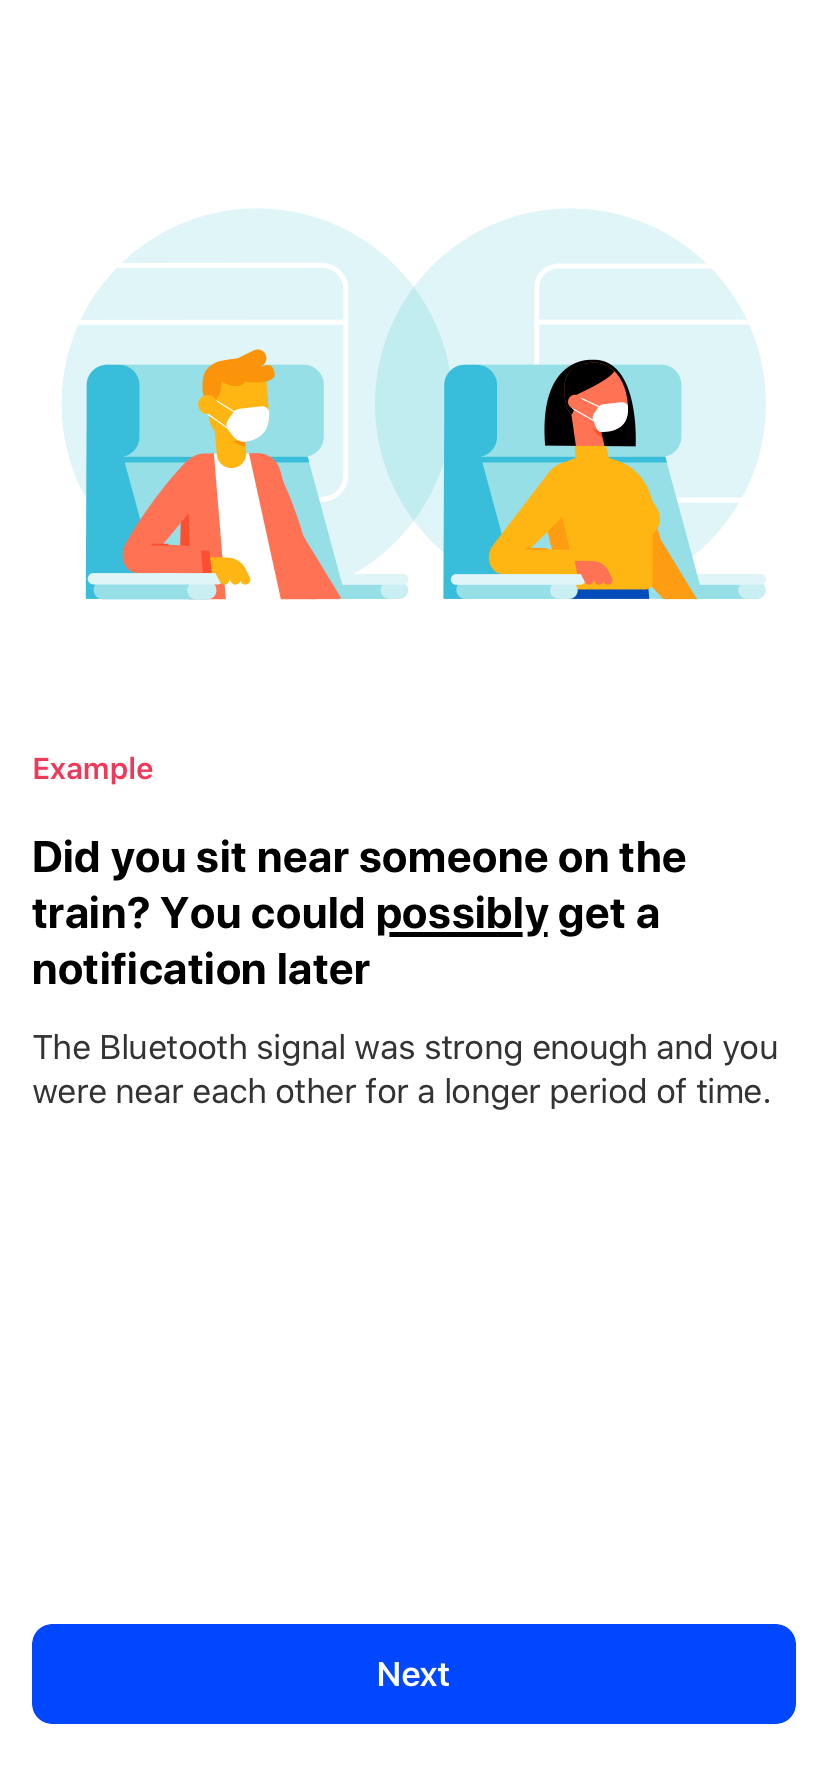 Example
Did you sit near someone on the
train? You could possibly get a
notification later
The Bluetooth signal was strong enough and you
were near each other for a longer period of time.
Next